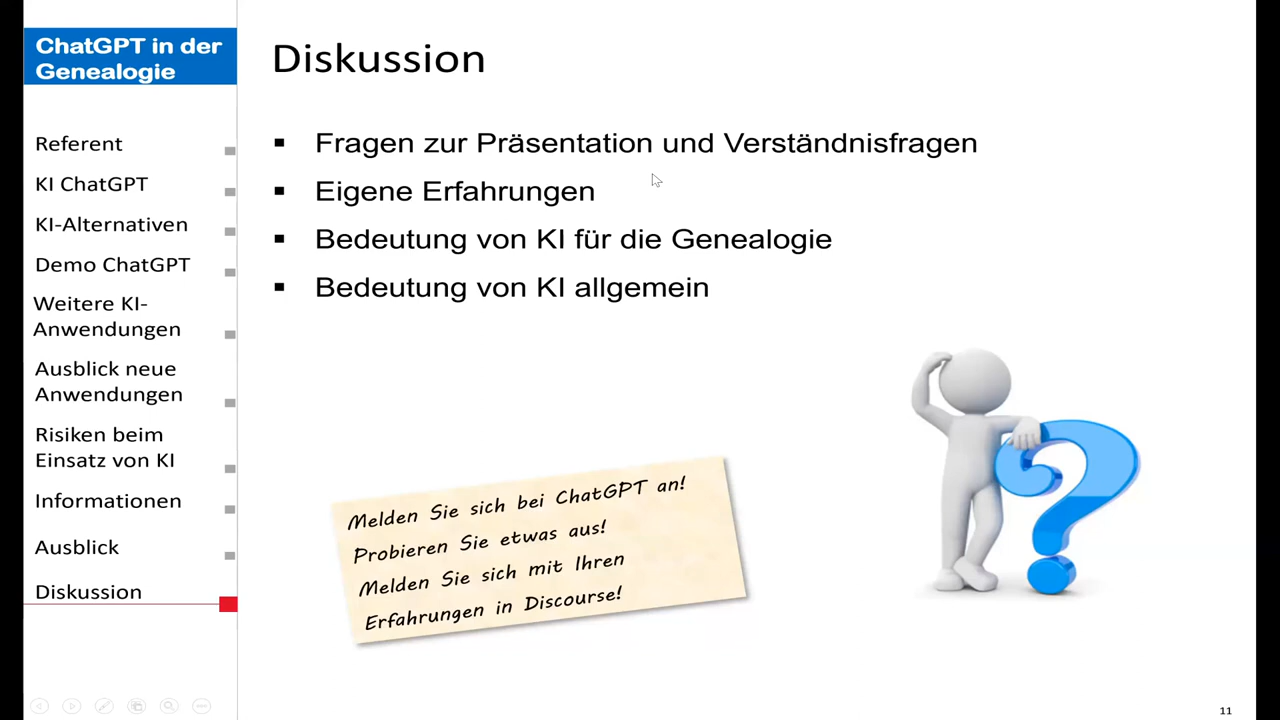 ChatGPT in der
Genealogie
Referent
KI ChatGPT
KI-Alternativen
Demo ChatGPT
Weitere KI-
Anwendungen
Ausblick neue
Anwendungen
Risiken beim
Einsatz von KI
Informationen
Ausblick
Diskussion
Diskussion
Fragen zur Präsentation und Verständnisfragen
Eigene Erfahrungen
Bedeutung von KI für die Genealogie
Bedeutung von KI allgemein
Melden Sie sich bei ChatGPT an!
Probieren Sie etwas aus!
Melden Sie sich mit Ihren
Erfahrungen in Discourse!
11